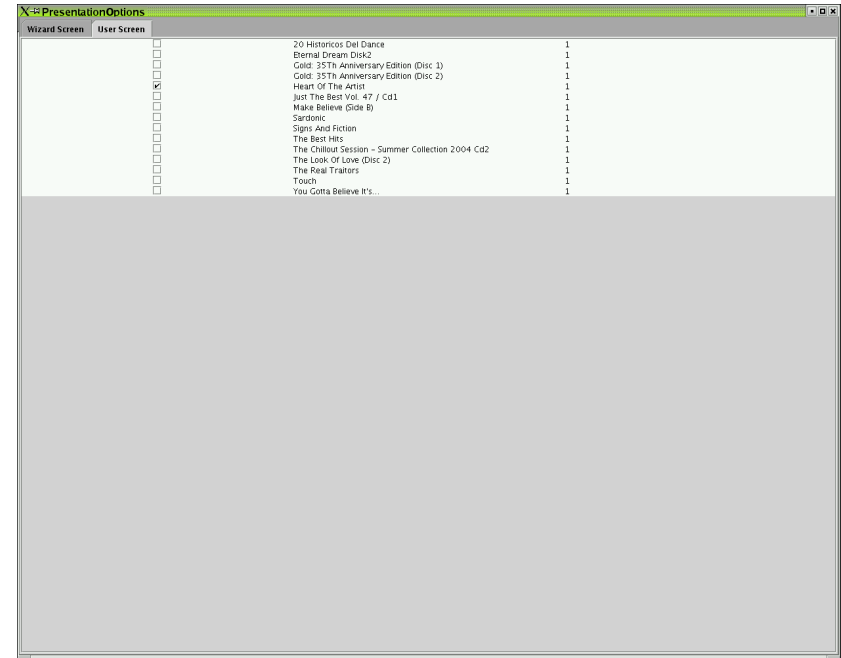 PresentationOptions
Wizard Screen User Screen
20 Historicos Del Dance 1
Eternal Dream Disk2 1
Gold: 35Th Anniversary Edition (Disc 1) 1
Gold: 35Th Anniversary Edition (Disc 2) 1
Heart Of The Artist 1
Just The Best Vol. 47 / Cd1 1
Make Believe (Side B) 1
Sardonic 1
Signs And Fiction 1
The Best Hits 1
The Chillout Session – Summer Collection 2004 Cd2 1
The Look Of Love (Disc 2) 1
The Real Traitors 1
Touch 1
You Gotta Believe It's... 1